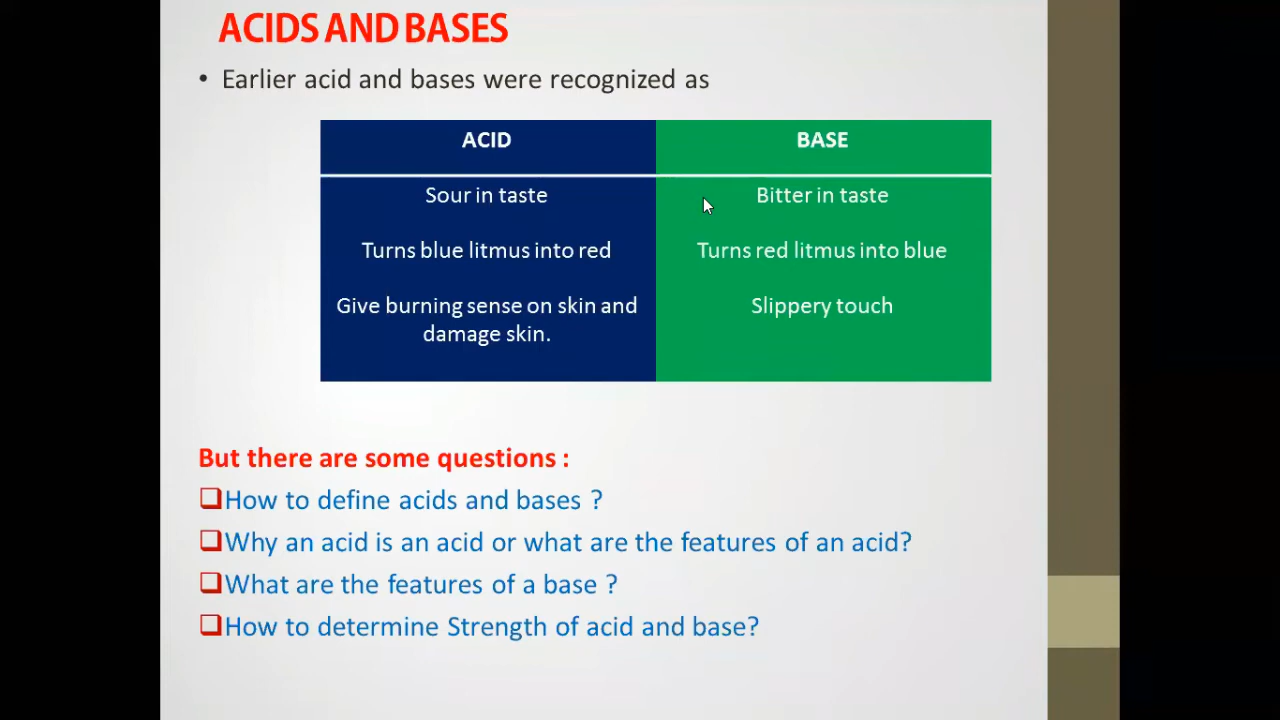 ACIDS AND BASES
• Earlier acid and bases were recognized as
ACID
BASE
Sour in taste
Bitter in taste
Turns blue litmus into red
Turns red litmus into blue
Give burning sense on skin and
damage skin.
Slippery touch
But there are some questions :
❑How to define acids and bases ?
❑Why an acid is an acid or what are the features of an acid?
❑What are the features of a base ?
❑How to determine Strength of acid and base?